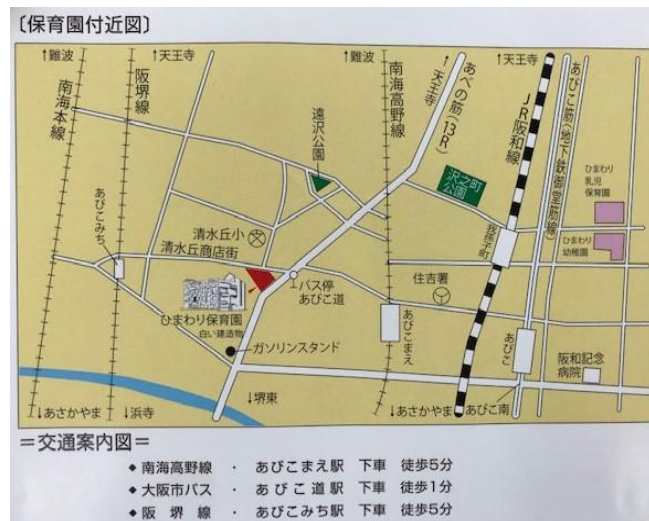 〔保育園付近図〕
↑難波
↑天王寺
↑難波
↑天王寺
↑天王寺
南海本線
阪堺線
南海高野線
あべの筋(13R)
JR阪和線
あびこ筋(地下鉄御堂筋線)
遠沢公園
沢之町
公園
ひまわり
乳児
保育園
ひまわり
幼稚園
我孫子町
あびこみち
清水丘小
清水丘商店街
バス停
あびこ道
住吉署
ひまわり保育園
白い建造物
ガソリンスタンド
あびこまえ
あびこ
阪和記念
病院
↓あさかやま
↓浜寺
↓堺東
↓あさかやま
あびこ南
=交通案内図=
◆ 南海高野線 ・ あびこまえ駅 下車 徒歩5分
◆ 大阪市バス ・ あびこ道駅 下車 徒歩1分
◆ 阪堺線 ・ あびこみち駅 下車 徒歩5分